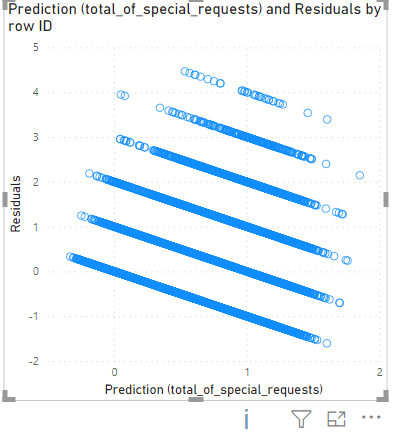 Prediction (total_of_special_requests) and Residuals by
row ID
5
4
3
2
1
0
-1
-2
Residuals
0
1
2
Prediction (total_of_special_requests)